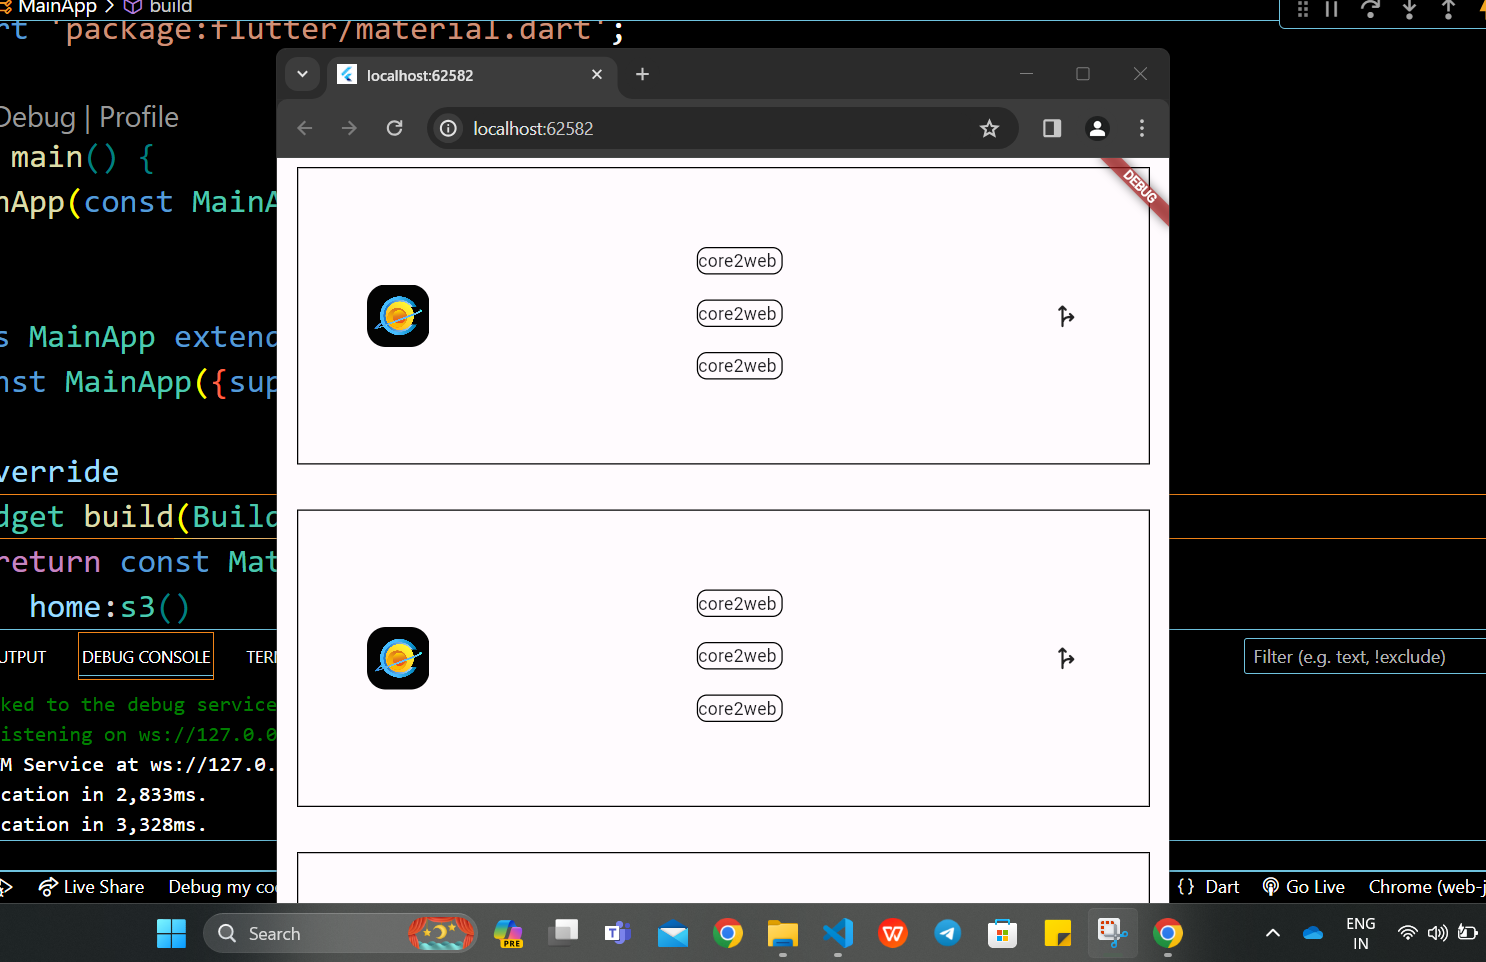 MainApp > build
rt 'package:flutter/material.dart';
localhost:62582
localhost:62582
Debug | Profile
main() {
nApp(const MainA
DEBUG
core2web
core2web
core2web
s MainApp extend
nst MainApp({sup
verride
dget build(Build
return const Mat
home:s3()
core2web
core2web
core2web
UTPUT
DEBUG CONSOLE
TERI
Filter (e.g. text, !exclude)
ked to the debug service
istening on ws://127.0.0
M Service at ws://127.0.
cation in 2,833ms.
cation in 3,328ms.
Live Share
Debug my co
{} Dart
Go Live
Chrome (web-j
Search
PRE
T
W
ENG
IN